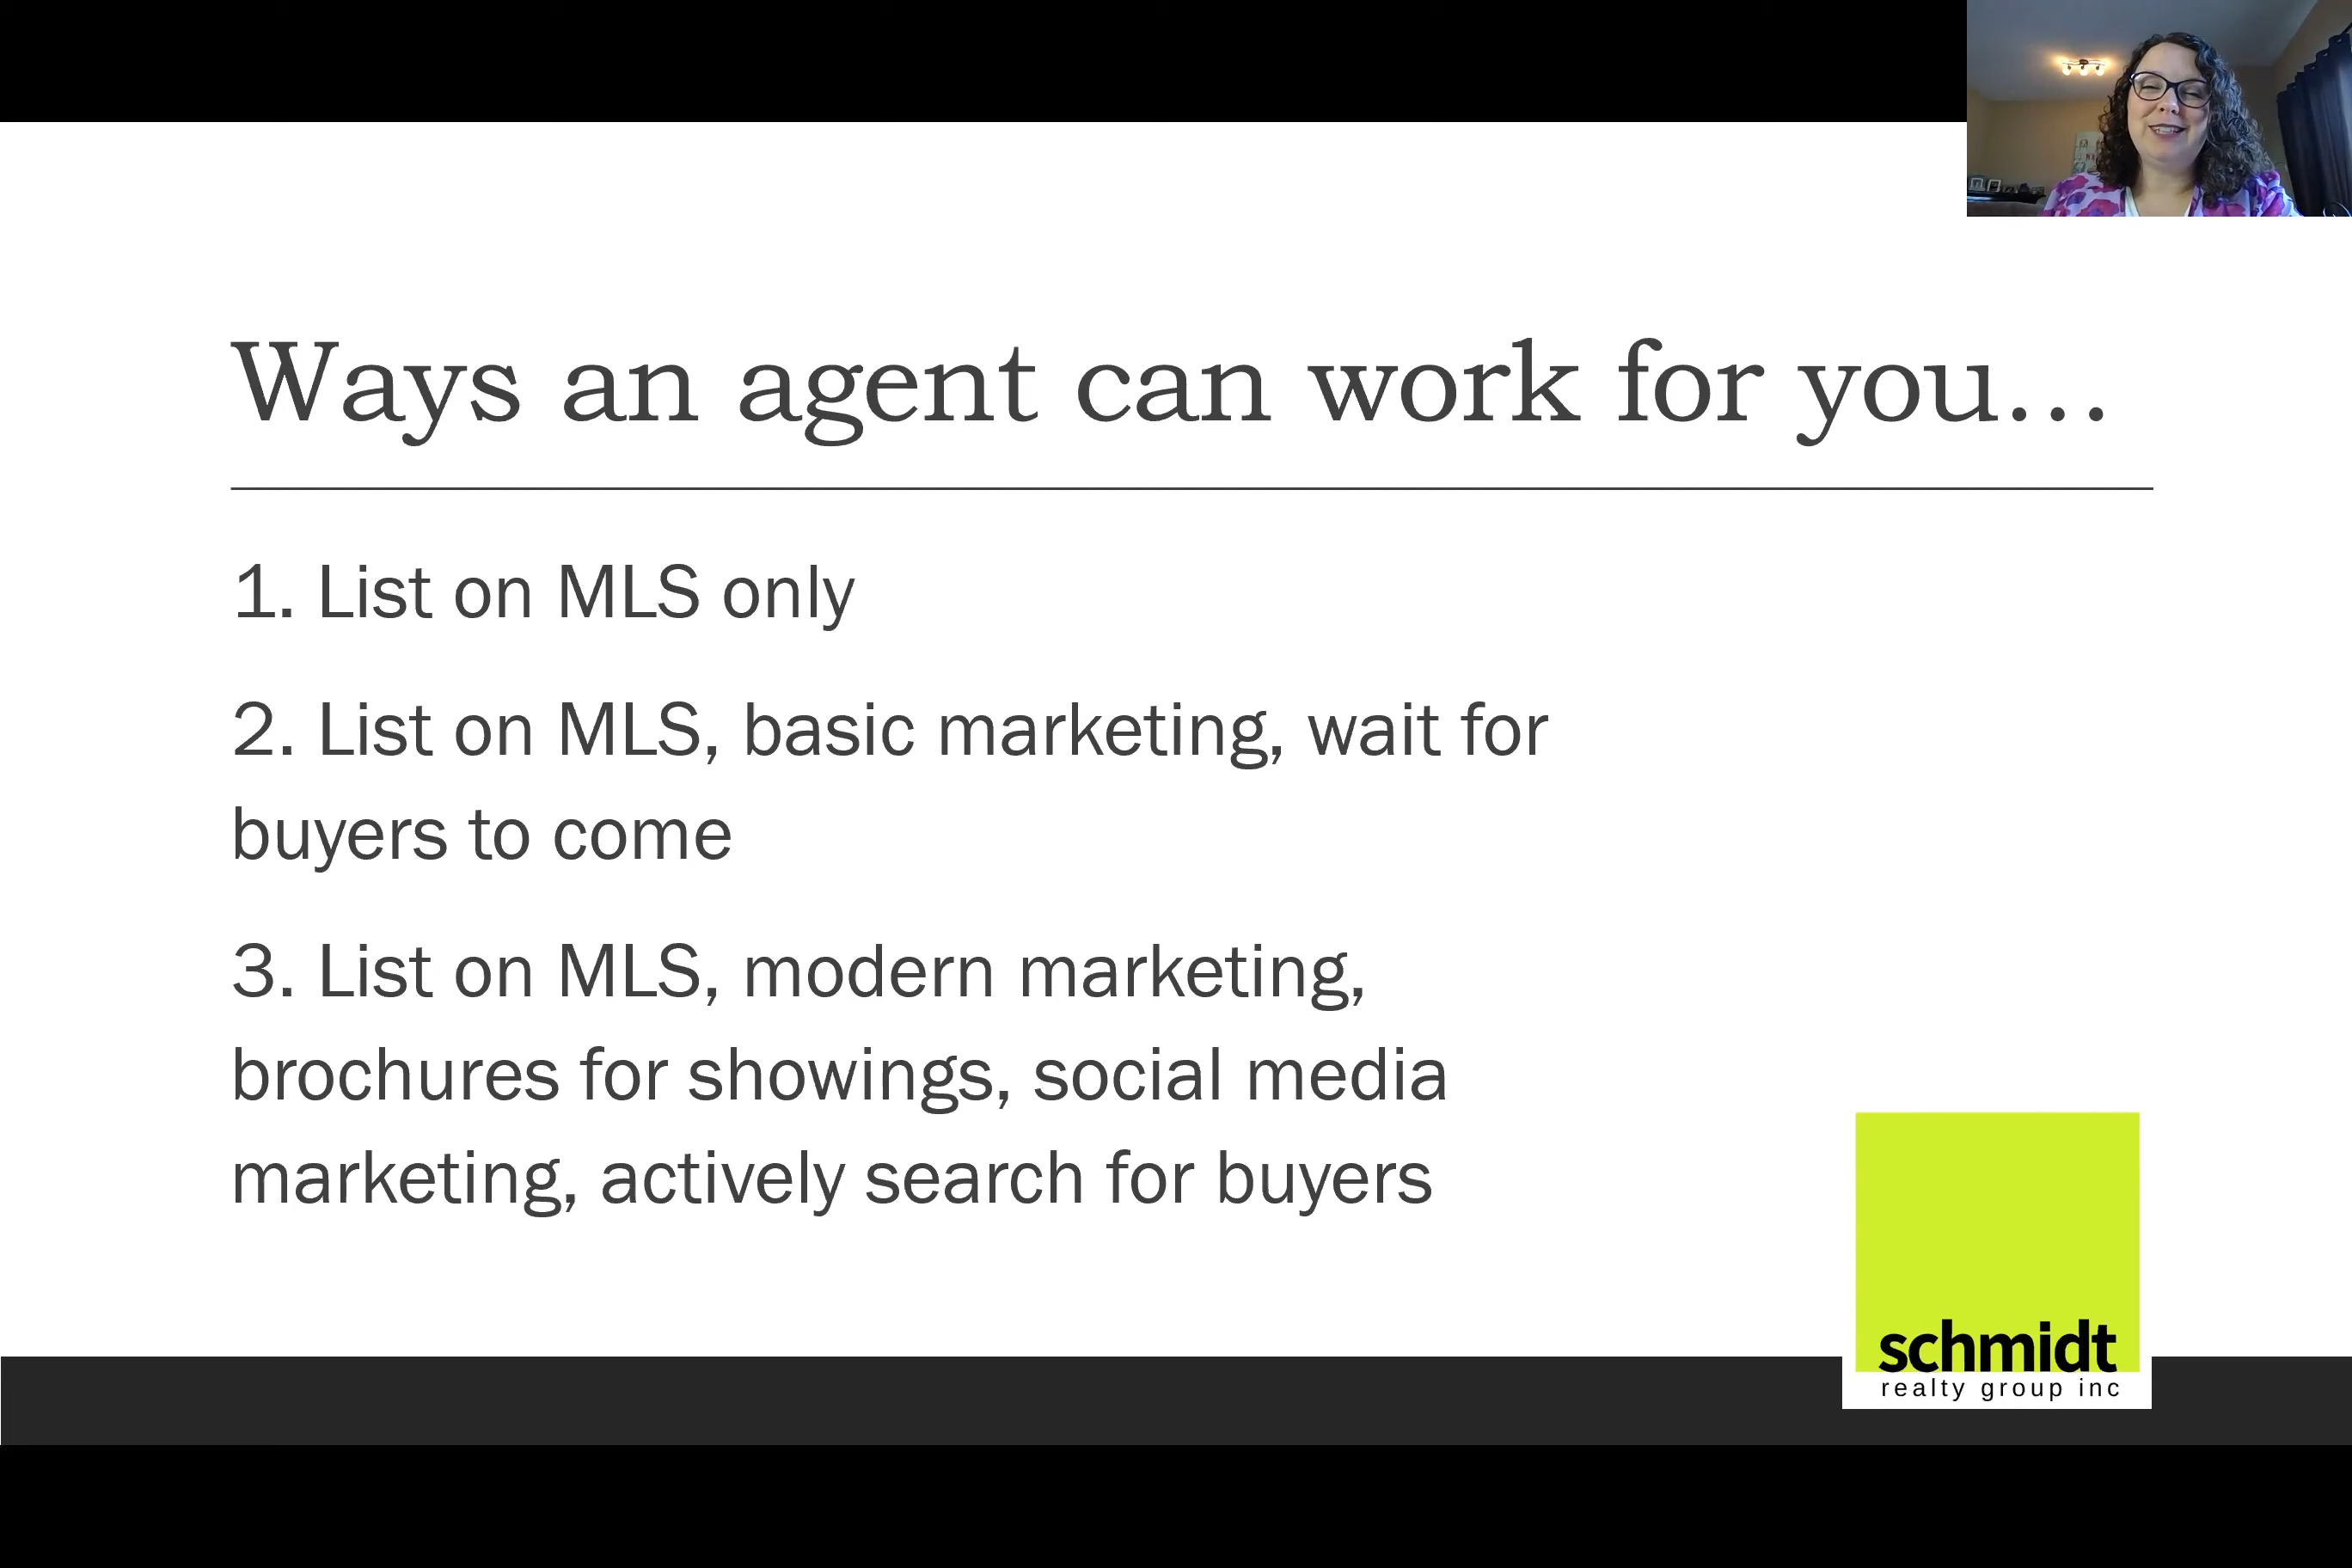 Ways an agent can work for you...
1. List on MLS only
2. List on MLS, basic marketing, wait for
buyers to come
3. List on MLS, modern marketing,
brochures for showings, social media
marketing, actively search for buyers
schmidt
realty group inc